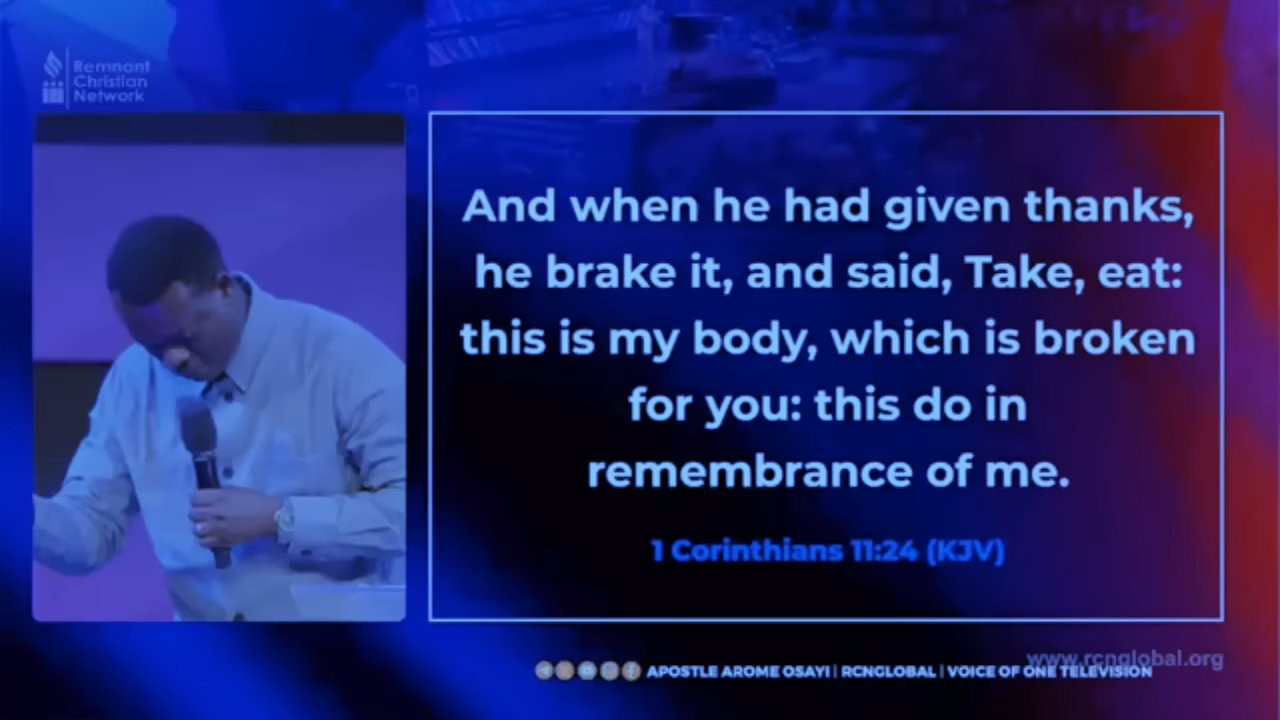 Remnant
Christian
Network
And when he had given thanks,
he brake it, and said, Take, eat:
this is my body, which is broken
for you: this do in
remembrance of me.
1 Corinthians 11:24 (KJV)
www.rcnglobal.org
APOSTLE AROME OSAYI | RCNGLOBAL | VOICE OF ONE TELEVISION